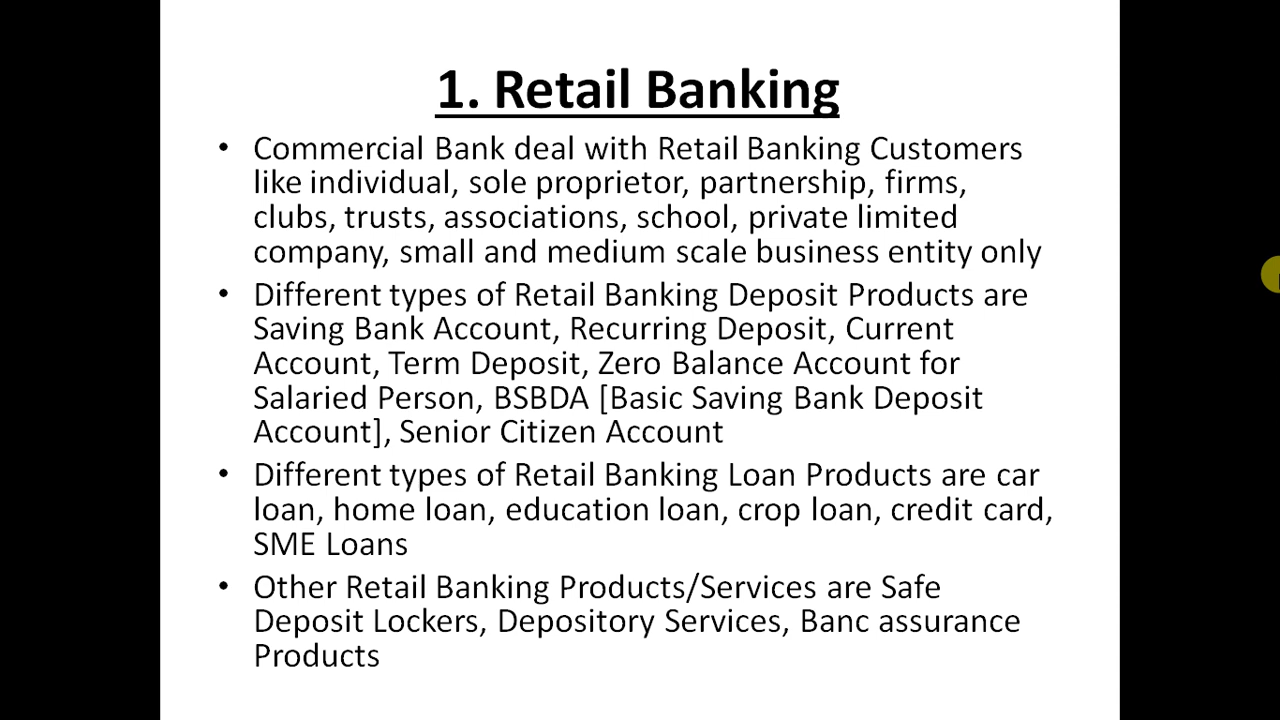 1. Retail Banking
• Commercial Bank deal with Retail Banking Customers
like individual, sole proprietor, partnership, firms,
clubs, trusts, associations, school, private limited
company, small and medium scale business entity only
• Different types of Retail Banking Deposit Products are
Saving Bank Account, Recurring Deposit, Current
Account, Term Deposit, Zero Balance Account for
Salaried Person, BSBDA [Basic Saving Bank Deposit
Account], Senior Citizen Account
• Different types of Retail Banking Loan Products are car
loan, home loan, education loan, crop loan, credit card,
SME Loans
• Other Retail Banking Products/Services are Safe
Deposit Lockers, Depository Services, Banc assurance
Products